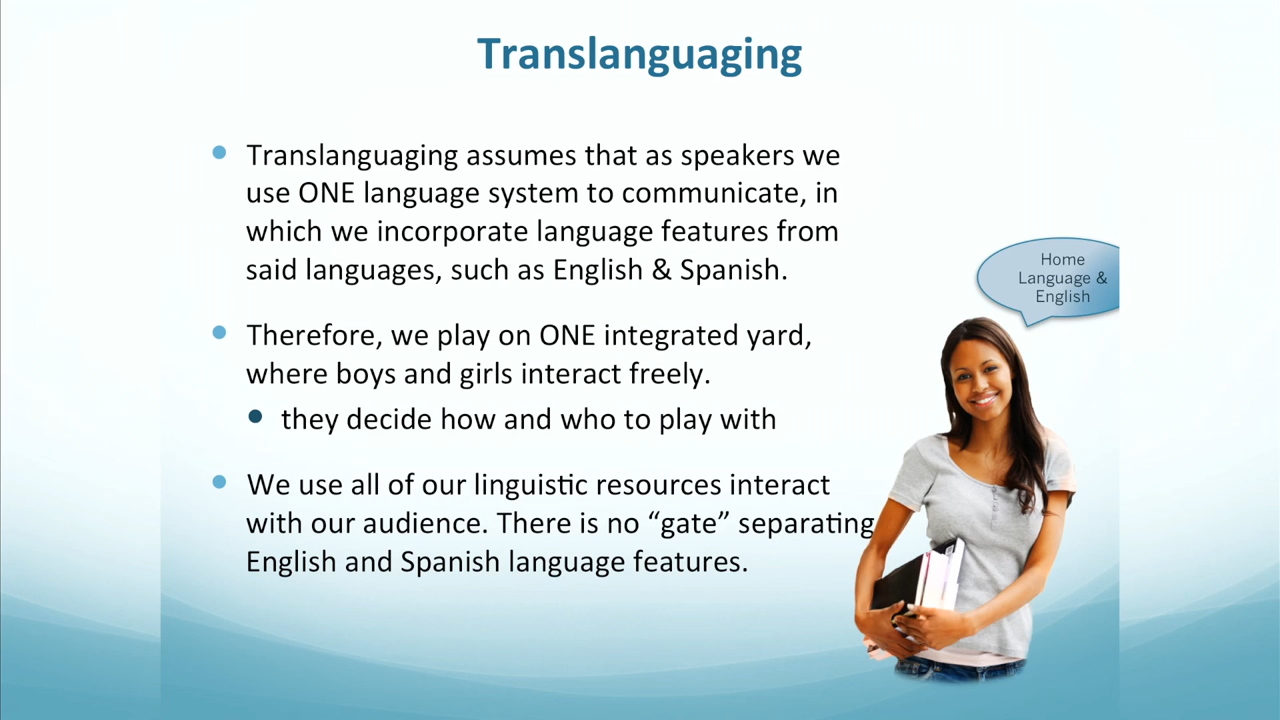 Translanguaging
• Translanguaging assumes that as speakers we
use ONE language system to communicate, in
which we incorporate language features from
said languages, such as English & Spanish.
• Therefore, we play on ONE integrated yard,
where boys and girls interact freely.
• they decide how and who to play with
• We use all of our linguistic resources interact
with our audience. There is no “gate” separating
English and Spanish language features.
Home
Language &
English